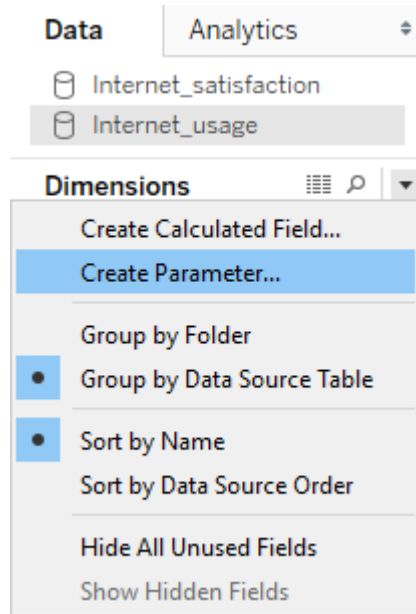 Data Analytics
Internet_satisfaction
Internet_usage
Dimensions
Create Calculated Field...
Create Parameter...
Group by Folder
Group by Data Source Table
Sort by Name
Sort by Data Source Order
Hide All Unused Fields
Show Hidden Fields